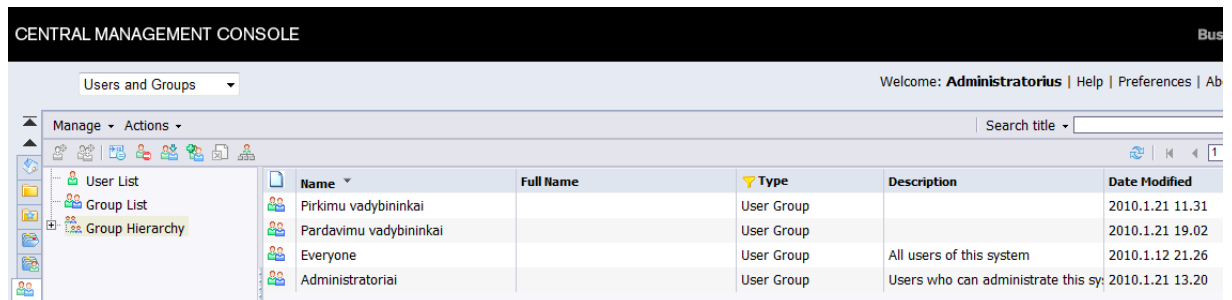 CENTRAL MANAGEMENT CONSOLE Bus
Users and Groups Welcome: Administratorius | Help | Preferences | Ab
Manage Actions Search title
1
User List
Group List
Group Hierarchy
Name Full Name Type Description Date Modified
Pirkimu vadybininkai User Group 2010.1.21 11.31
Pardavimu vadybininkai User Group 2010.1.21 19.02
Everyone User Group All users of this system 2010.1.12 21.26
Administratoriai User Group Users who can administrate this sy 2010.1.21 13.20